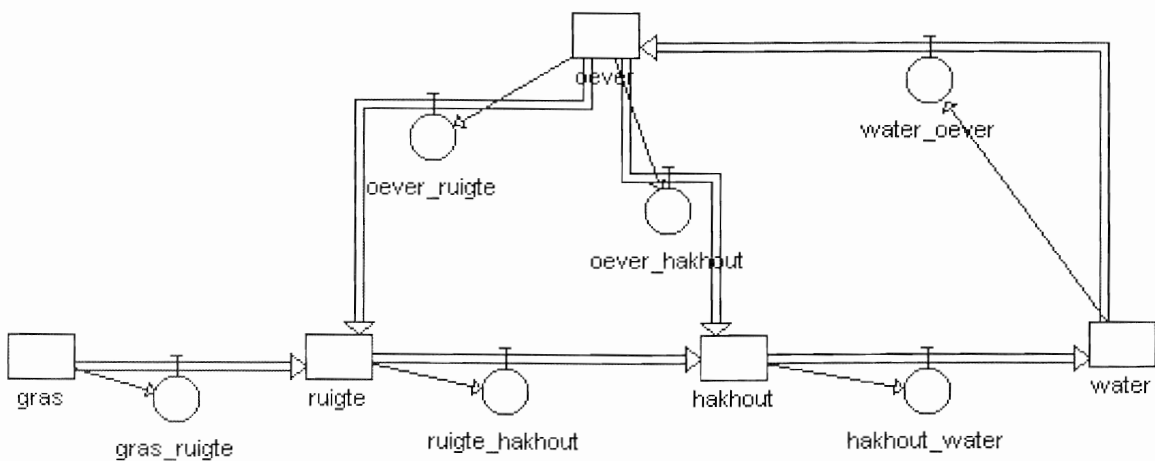 oever
water_oever
oever_ruigte
oever_hakhout
gras
ruigte
hakhout
water
gras_ruigte
ruigte_hakhout
hakhout_water